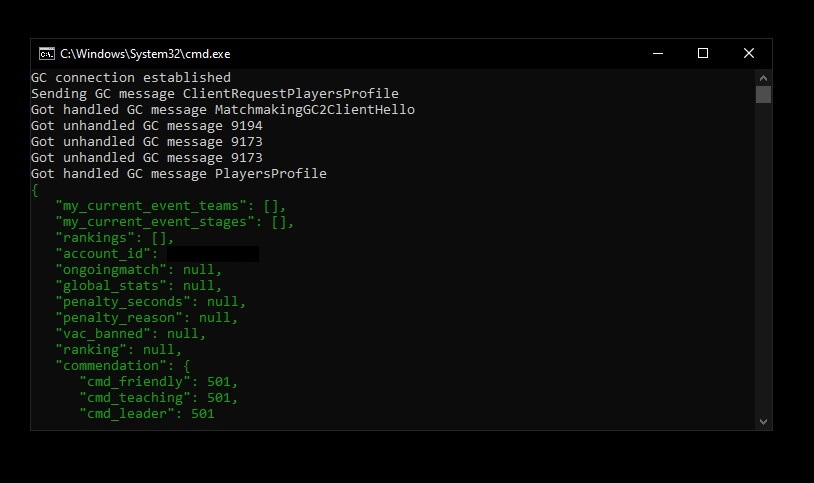 C:\Windows\System32\cmd.exe
GC connection established
Sending GC message ClientRequestPlayersProfile
Got handled GC message MatchmakingGC2ClientHello
Got unhandled GC message 9194
Got unhandled GC message 9173
Got unhandled GC message 9173
Got handled GC message PlayersProfile
{
"my_current_event_teams": [],
"my_current_event_stages": [],
"rankings": [],
"account_id":
"ongoingmatch": null,
"global_stats": null,
"penalty_seconds": null,
"penalty_reason": null,
"vac_banned": null,
"ranking": null,
"commendation": {
"cmd_friendly": 501,
"cmd_teaching": 501,
"cmd_leader": 501